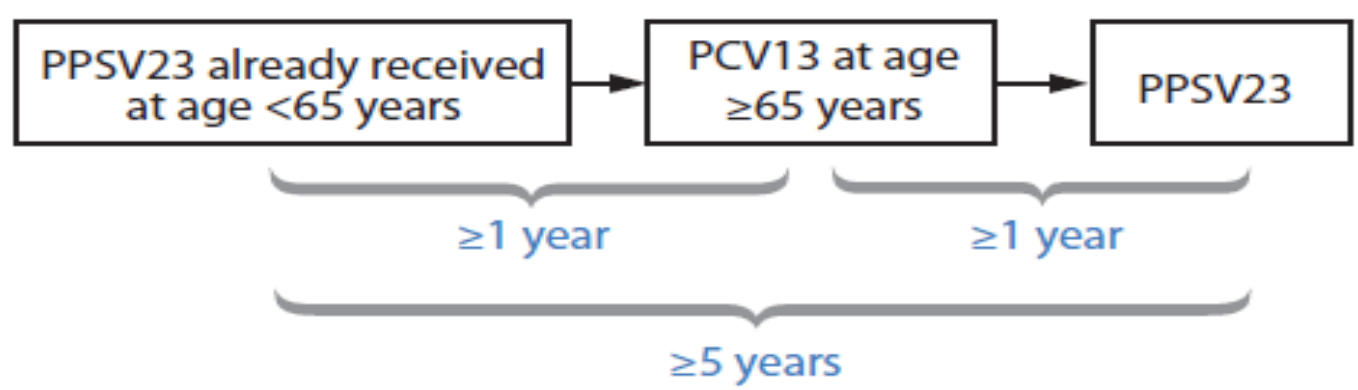 PPSV23 already received
at age <65 years
PCV13 at age
≥65 years
PPSV23
≥1 year
≥1 year
≥5 years